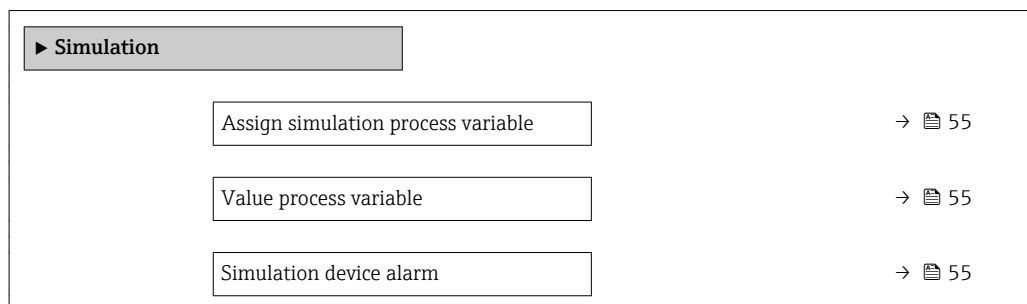 ▶ Simulation
Assign simulation process variable → 55
Value process variable → 55
Simulation device alarm → 55